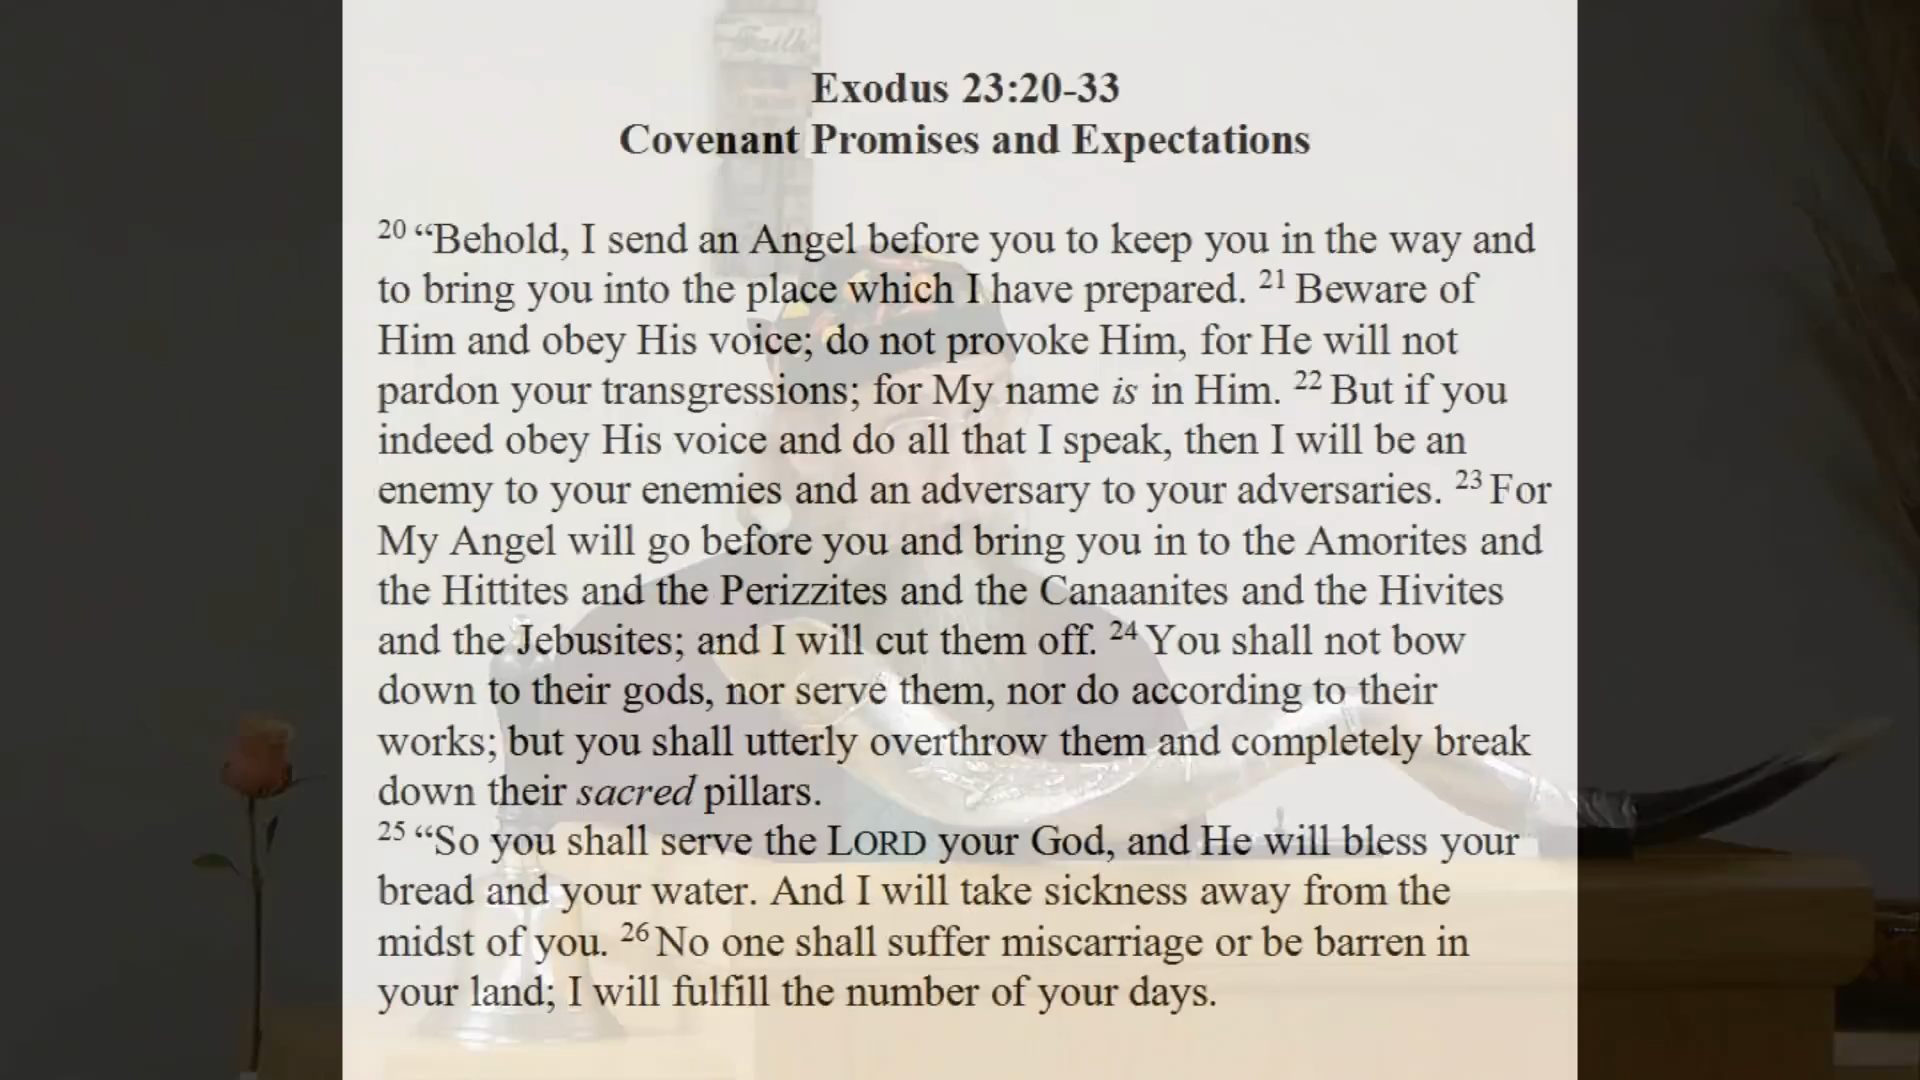 Faith
Exodus 23:20-33
Covenant Promises and Expectations
20 “Behold, I send an Angel before you to keep you in the way and
to bring you into the place which I have prepared. 21 Beware of
Him and obey His voice; do not provoke Him, for He will not
pardon your transgressions; for My name is in Him. 22 But if you
indeed obey His voice and do all that I speak, then I will be an
enemy to your enemies and an adversary to your adversaries. 23 For
My Angel will go before you and bring you in to the Amorites and
the Hittites and the Perizzites and the Canaanites and the Hivites
and the Jebusites; and I will cut them off. 24 You shall not bow
down to their gods, nor serve them, nor do according to their
works; but you shall utterly overthrow them and completely break
down their sacred pillars.
25 “So you shall serve the LORD your God, and He will bless your
bread and your water. And I will take sickness away from the
midst of you. 26 No one shall suffer miscarriage or be barren in
your land; I will fulfill the number of your days.